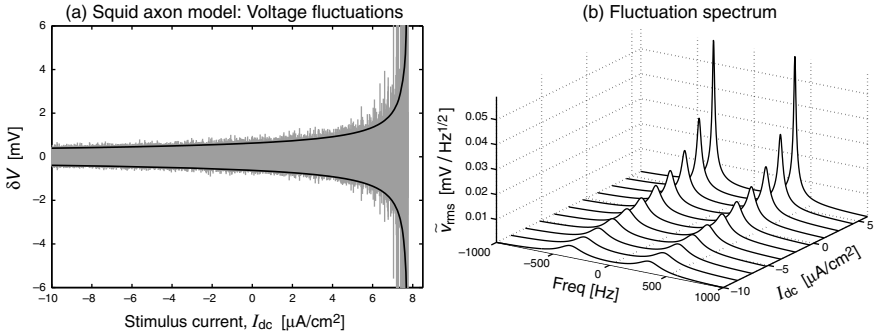 (a) Squid axon model: Voltage fluctuations
6
4
2
0
−2
−4
−6
δV [mV]
−10 −8 −6 −4 −2 0 2 4 6 8
Stimulus current, Idc [μA/cm²]
(b) Fluctuation spectrum
0.05
0.04
0.03
0.02
0.01
ṽrms [mV / Hz^1/2]
−1000
−500
0
500
1000
Freq [Hz]
−10
−5
0
5
Idc [μA/cm²]